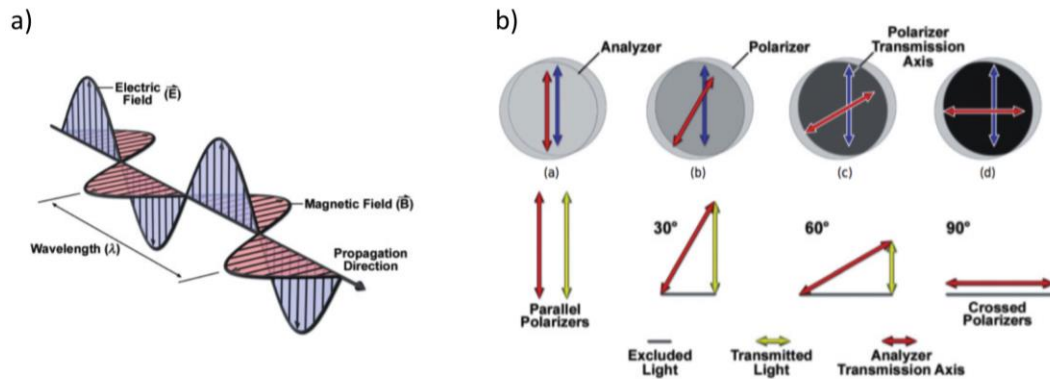 a)
Electric
Field (E⃗)
Magnetic Field (B⃗)
Wavelength (λ)
Propagation
Direction
b)
Analyzer
Polarizer
Polarizer
Transmission
Axis
(a)
(b)
(c)
(d)
30°
60°
90°
Parallel
Polarizers
Crossed
Polarizers
Excluded
Light
Transmitted
Light
Analyzer
Transmission Axis